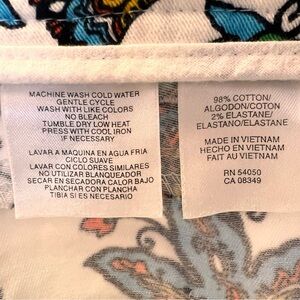 MACHINE WASH COLD WATER
GENTLE CYCLE
WASH WITH LIKE COLORS
NO BLEACH
TUMBLE DRY LOW HEAT
PRESS WITH COOL IRON
IF NECESSARY
LAVAR A MAQUINA EN AGUA FRIA
CICLO SUAVE
LAVAR CON COLORES SIMILARES
NO UTILIZAR BLANQUEADOR
SECAR EN SECADORA CALOR BAJO
PLANCHAR CON PLANCHA
TIBIA SI ES NECESARIO
98% COTTON/
ALGODON/COTON
2% ELASTANE/
ELASTANO/ELASTANE
MADE IN VIETNAM
HECHO EN VIETNAM
FAIT AU VIETNAM
RN 54050
CA 08349